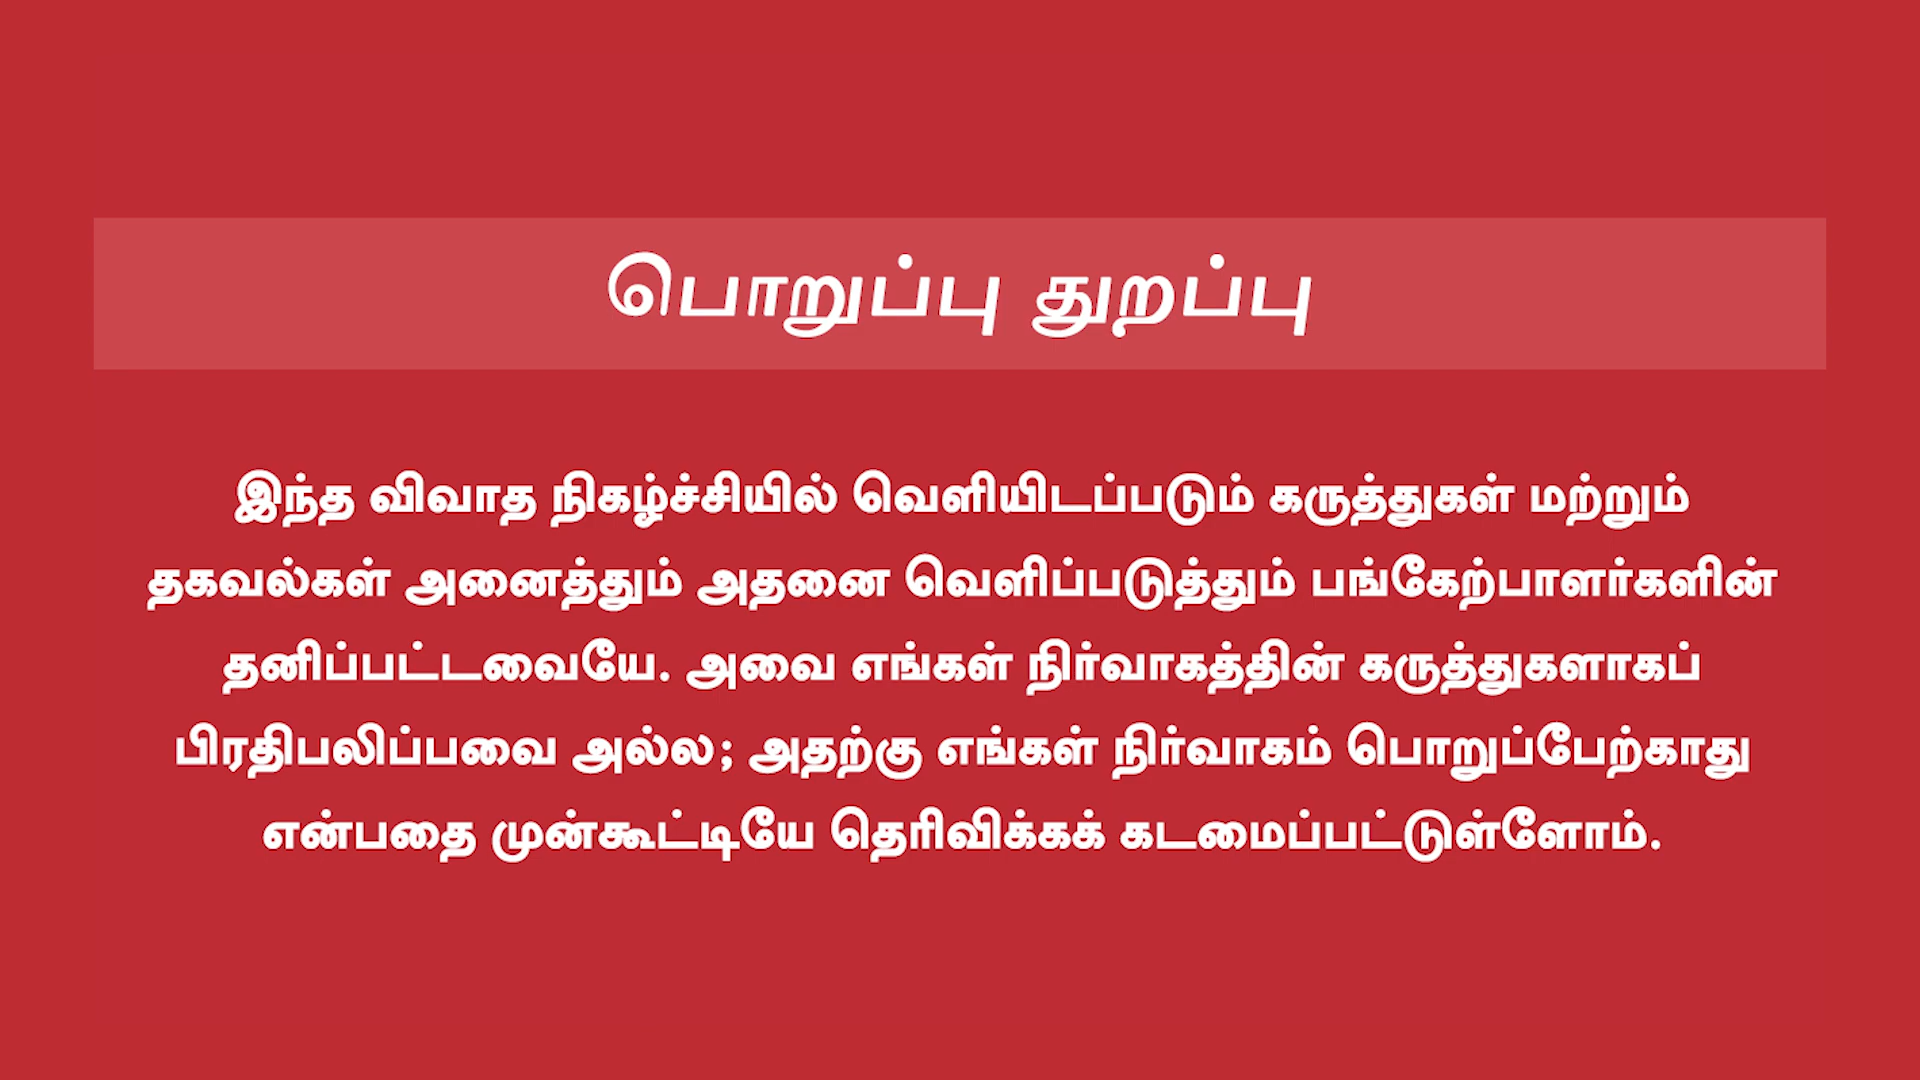 பொறுப்பு துறப்பு
இந்த விவாத நிகழ்ச்சியில் வெளியிடப்படும் கருத்துகள் மற்றும்
தகவல்கள் அனைத்தும் அதனை வெளிப்படுத்தும் பங்கேற்பாளர்களின்
தனிப்பட்டவையே. அவை எங்கள் நிர்வாகத்தின் கருத்துகளாகப்
பிரதிபலிப்பவை அல்ல; அதற்கு எங்கள் நிர்வாகம் பொறுப்பேற்காது
என்பதை முன்கூட்டியே தெரிவிக்கக் கடமைப்பட்டுள்ளோம்.